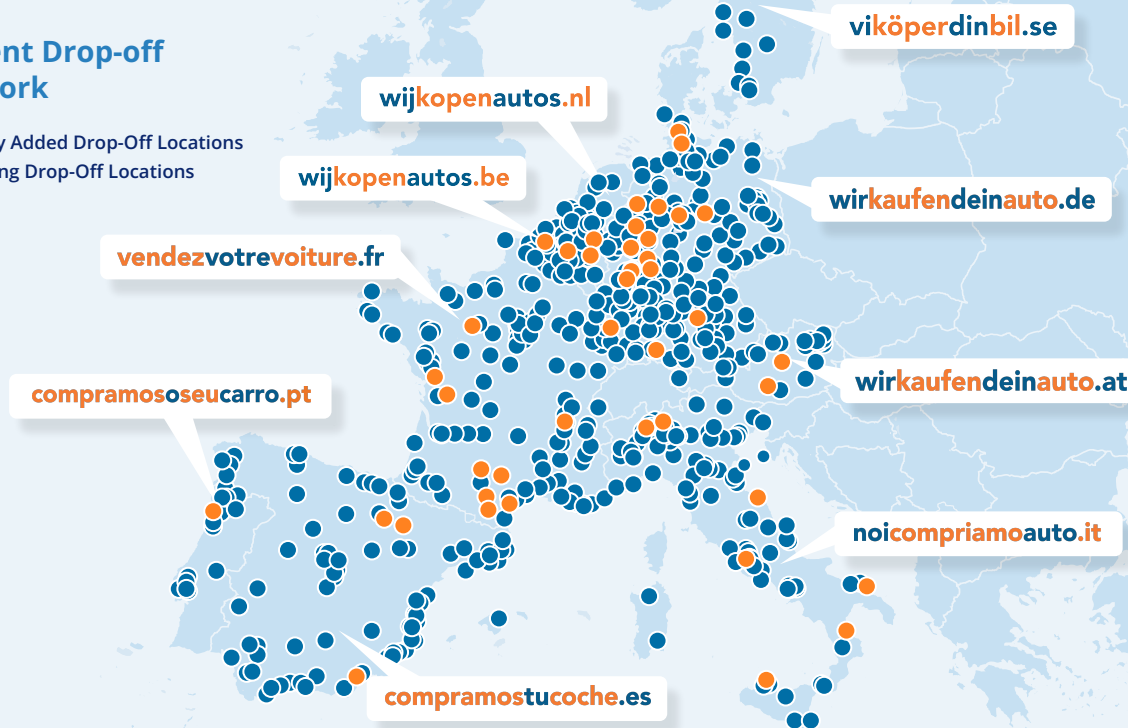 nt Drop-off
ork
y Added Drop-Off Locations
ng Drop-Off Locations
viköperdinbil.se
wijkopenautos.nl
wijkopenautos.be
wirkaufendeinauto.de
vendezvotrevoiture.fr
wirkaufendeinauto.at
compramososeucarro.pt
noicompriamoauto.it
compramostucoche.es